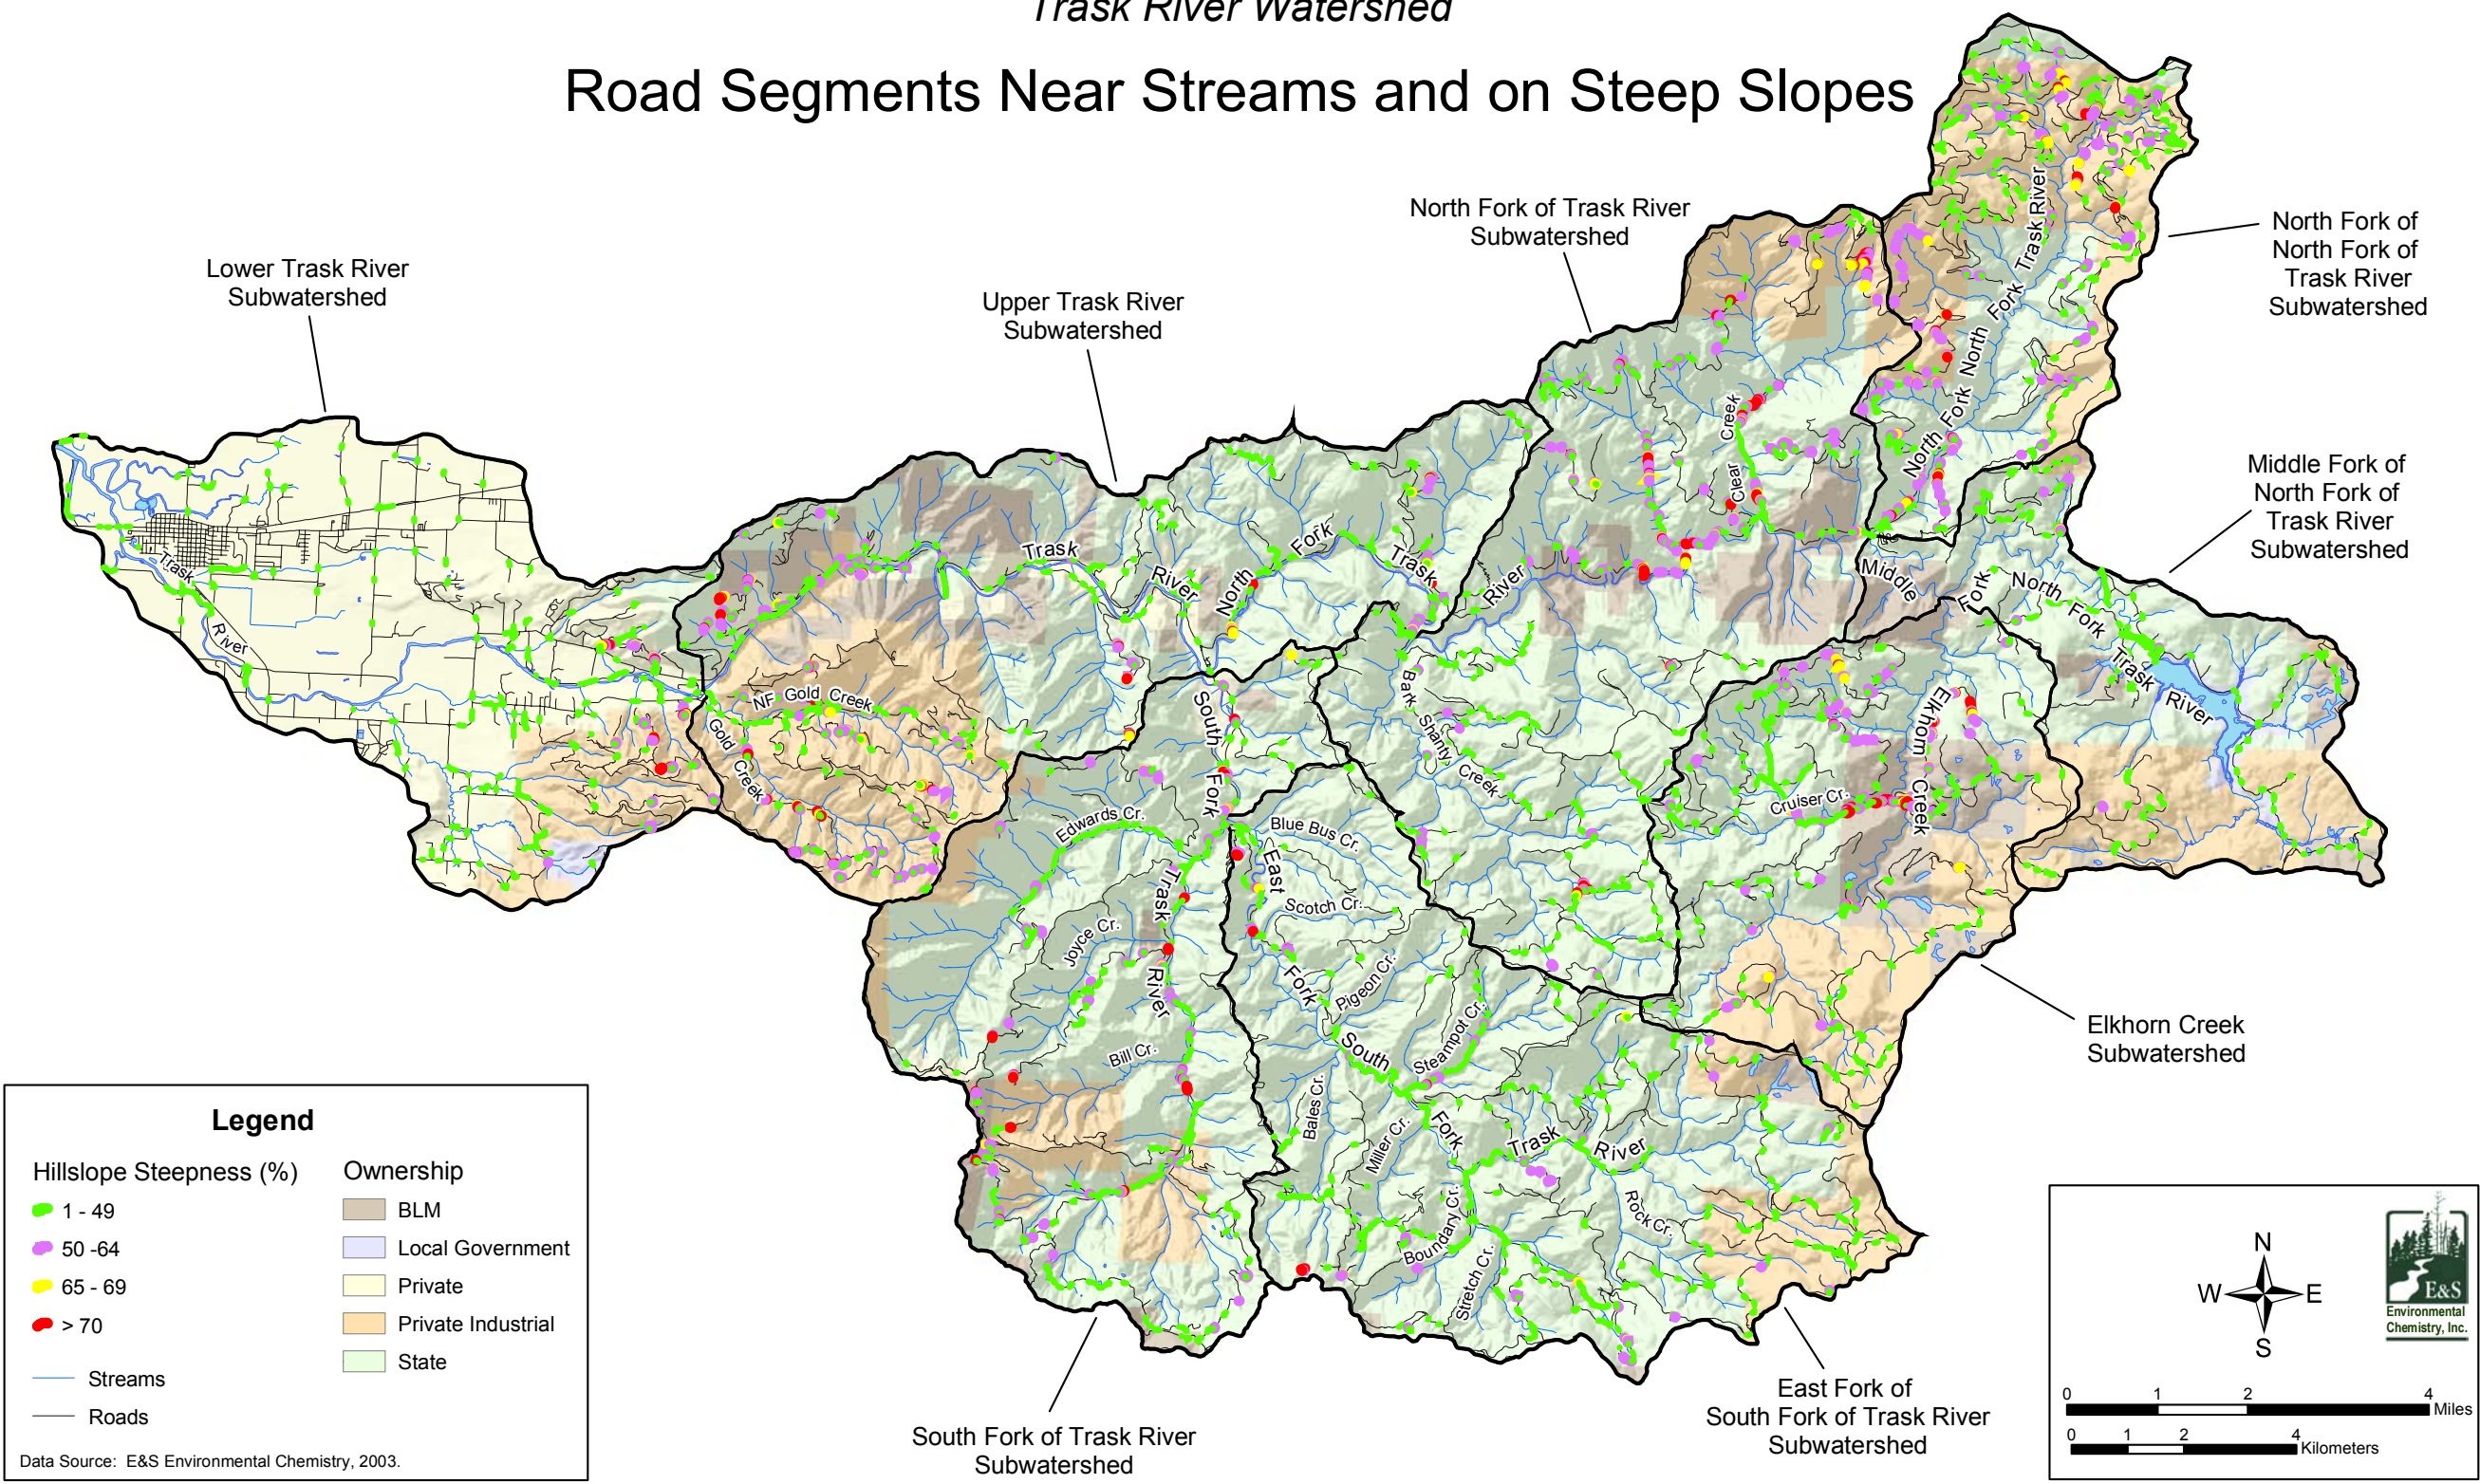 Trask River Watershed
Road Segments Near Streams and on Steep Slopes
North Fork of Trask River
Subwatershed
North Fork of
North Fork of
Trask River
Subwatershed
Lower Trask River
Subwatershed
Upper Trask River
Subwatershed
Middle Fork of
North Fork of
Trask River
Subwatershed
Elkhorn Creek
Subwatershed
East Fork of
South Fork of Trask River
Subwatershed
South Fork of Trask River
Subwatershed
Trask
River
Trask
River
North
Fork
Trask
River
Clear
Creek
North Fork North Fork Trask River
Middle
Fork
North
Fork
Trask
River
NF Gold Creek
Gold
Creek
South
Fork
Trask
River
Edwards Cr.
Joyce Cr.
Bill Cr.
Bark
Shanty
Creek
Cruiser Cr.
Elkhorn
Creek
Blue Bus Cr.
East
Scotch Cr.
Fork
Pigeon Cr.
South
Steampot Cr.
Bales Cr.
Miller Cr.
Fork
Trask
River
Boundary Cr.
Stretch Cr.
Rock Cr.
Legend
Hillslope Steepness (%)
1 - 49
50 -64
65 - 69
> 70
Streams
Roads
Ownership
BLM
Local Government
Private
Private Industrial
State
Data Source: E&S Environmental Chemistry, 2003.
N
W
E
S
E&S
Environmental
Chemistry, Inc.
0 1 2 4
Miles
0 1 2 4
Kilometers